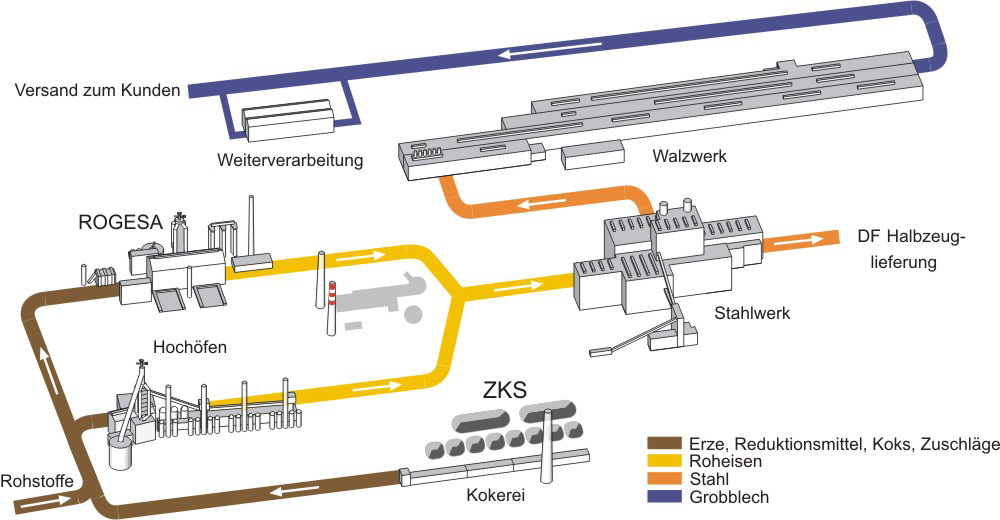 Versand zum Kunden
Weiterverarbeitung
Walzwerk
ROGESA
DF Halbzeug-
lieferung
Stahlwerk
Hochöfen
ZKS
Rohstoffe
Kokerei
Erze, Reduktionsmittel, Koks, Zuschläge
Roheisen
Stahl
Grobblech